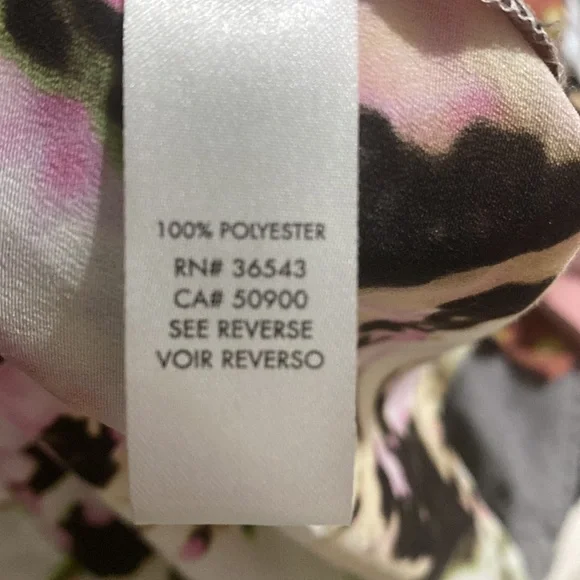 100% POLYESTER
RN# 36543
CA# 50900
SEE REVERSE
VOIR REVERSO